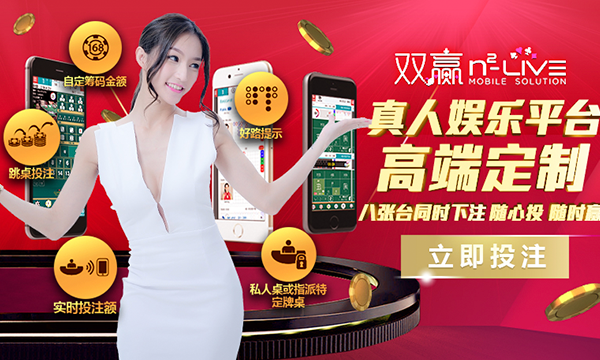 168
自定筹码金额
双赢 n2-LIVE
MOBILE SOLUTION
好路提示
跳桌投注
真人娱乐平台
高端定制
八张台同时下注 随心投 随时赢
立即投注
实时投注额
私人桌或指派特
定牌桌